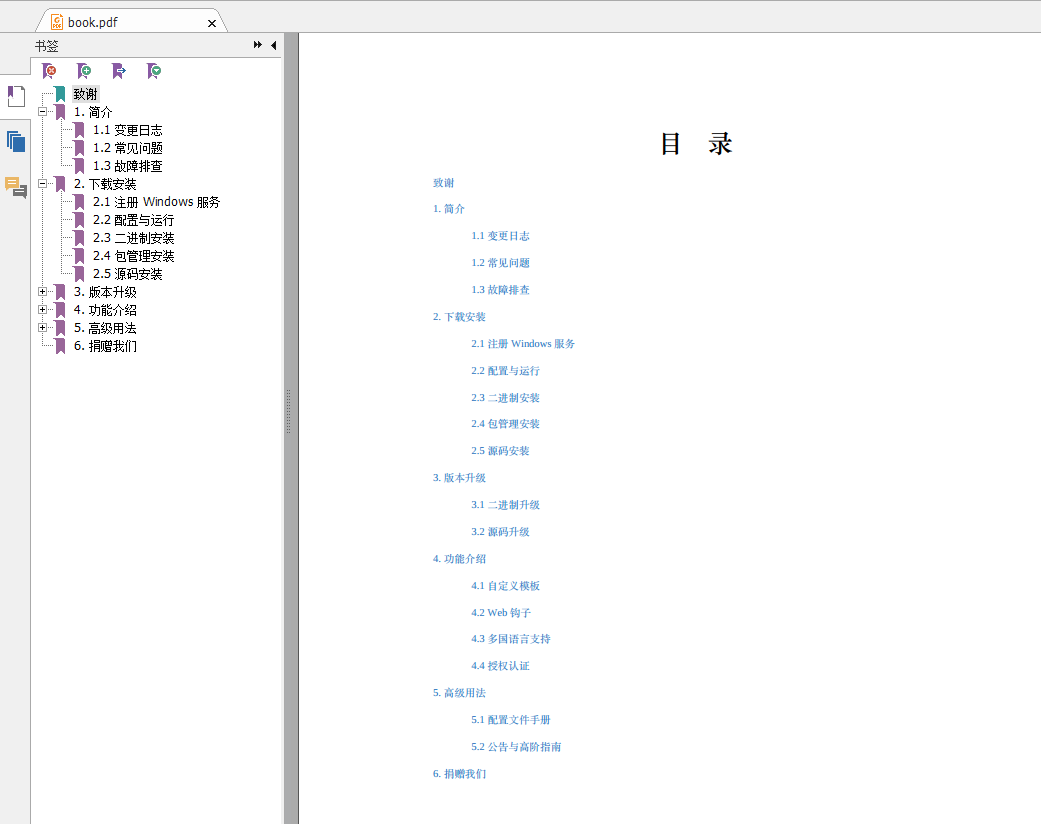 book.pdf
书签
致谢
1. 简介
1.1 变更日志
1.2 常见问题
1.3 故障排查
2. 下载安装
2.1 注册 Windows 服务
2.2 配置与运行
2.3 二进制安装
2.4 包管理安装
2.5 源码安装
3. 版本升级
4. 功能介绍
5. 高级用法
6. 捐赠我们
目 录
致谢
1. 简介
1.1 变更日志
1.2 常见问题
1.3 故障排查
2. 下载安装
2.1 注册 Windows 服务
2.2 配置与运行
2.3 二进制安装
2.4 包管理安装
2.5 源码安装
3. 版本升级
3.1 二进制升级
3.2 源码升级
4. 功能介绍
4.1 自定义模板
4.2 Web 钩子
4.3 多国语言支持
4.4 授权认证
5. 高级用法
5.1 配置文件手册
5.2 公告与高阶指南
6. 捐赠我们